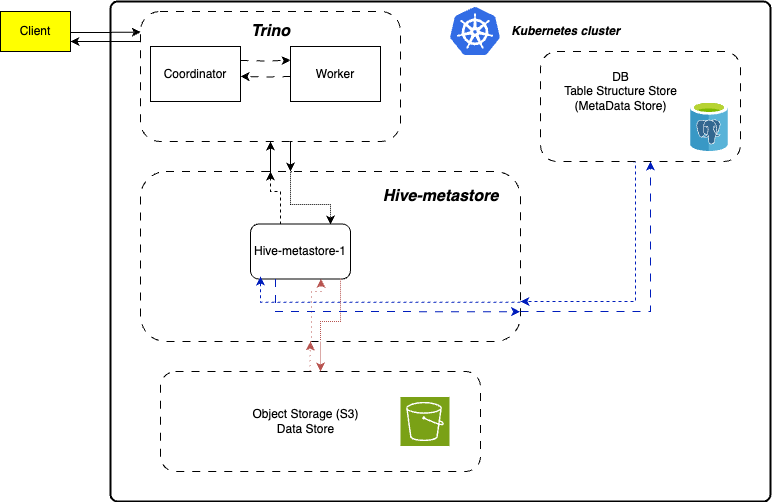 Client
Trino
Kubernetes cluster
Coordinator
Worker
DB
Table Structure Store
(MetaData Store)
Hive-metastore
Hive-metastore-1
Object Storage (S3)
Data Store